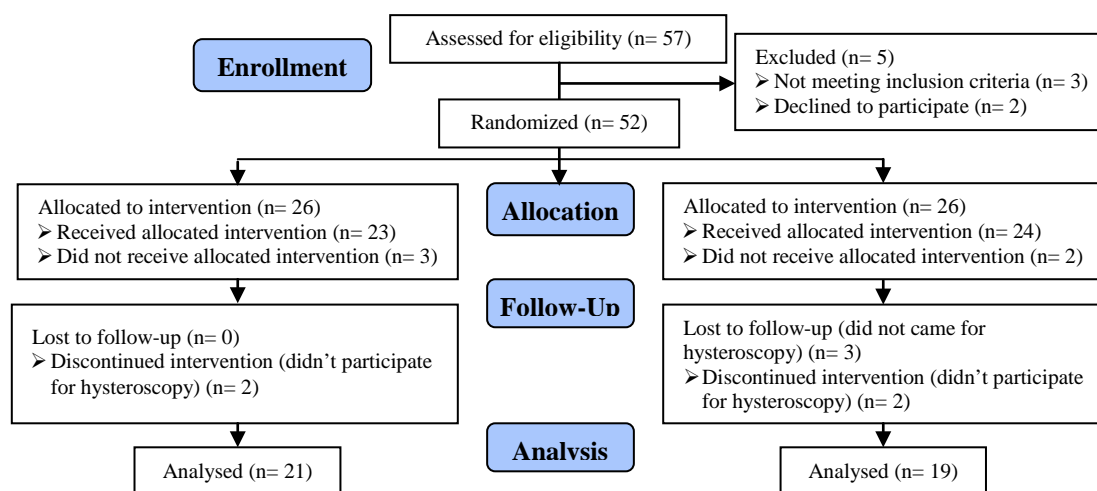 Assessed for eligibility (n= 57)
Enrollment
Excluded (n= 5)
➢ Not meeting inclusion criteria (n= 3)
➢ Declined to participate (n= 2)
Randomized (n= 52)
Allocated to intervention (n= 26)
➢ Received allocated intervention (n= 23)
➢ Did not receive allocated intervention (n= 3)
Allocation
Allocated to intervention (n= 26)
➢ Received allocated intervention (n= 24)
➢ Did not receive allocated intervention (n= 2)
Follow-Up
Lost to follow-up (n= 0)
➢ Discontinued intervention (didn't participate
for hysteroscopy) (n= 2)
Lost to follow-up (did not came for
hysteroscopy) (n= 3)
➢ Discontinued intervention (didn't participate
for hysteroscopy) (n= 2)
Analysis
Analysed (n= 21)
Analysed (n= 19)